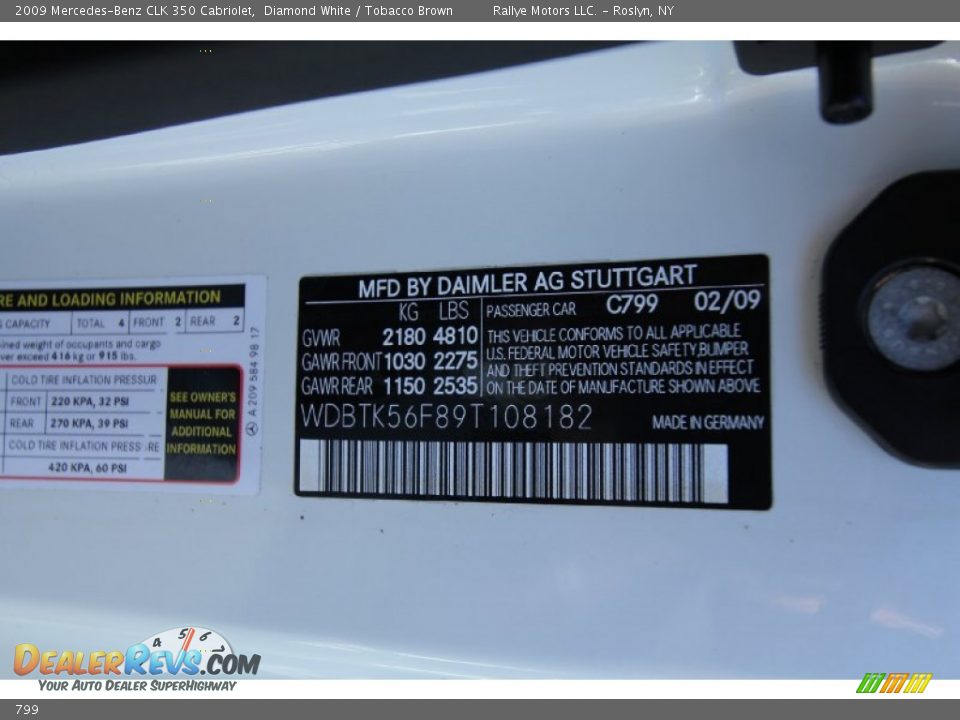 2009 Mercedes-Benz CLK 350 Cabriolet, Diamond White / Tobacco Brown Rallye Motors LLC. - Roslyn, NY
RE AND LOADING INFORMATION
CAPACITY TOTAL 4 FRONT 2 REAR 2
weight of occupants and cargo
exceed 416 kg or 915 lbs.
COLD TIRE INFLATION PRESSUR
FRONT 220 KPA, 32 PSI
REAR 270 KPA, 39 PSI
COLD TIRE INFLATION PRESS RE
420 KPA, 60 PSI
SEE OWNER'S
MANUAL FOR
ADDITIONAL
INFORMATION
A 209 584 98 17
MFD BY DAIMLER AG STUTTGART
KG LBS
GVWR 2180 4810
GAWR FRONT 1030 2275
GAWR REAR 1150 2535
PASSENGER CAR C799 02/09
THIS VEHICLE CONFORMS TO ALL APPLICABLE
U.S. FEDERAL MOTOR VEHICLE SAFETY,BUMPER
AND THEFT PREVENTION STANDARDS IN EFFECT
ON THE DATE OF MANUFACTURE SHOWN ABOVE
WDBTK56F89T108182 MADE IN GERMANY
4 5 6
DEALERREVS.COM
YOUR AUTO DEALER SUPERHIGHWAY
799